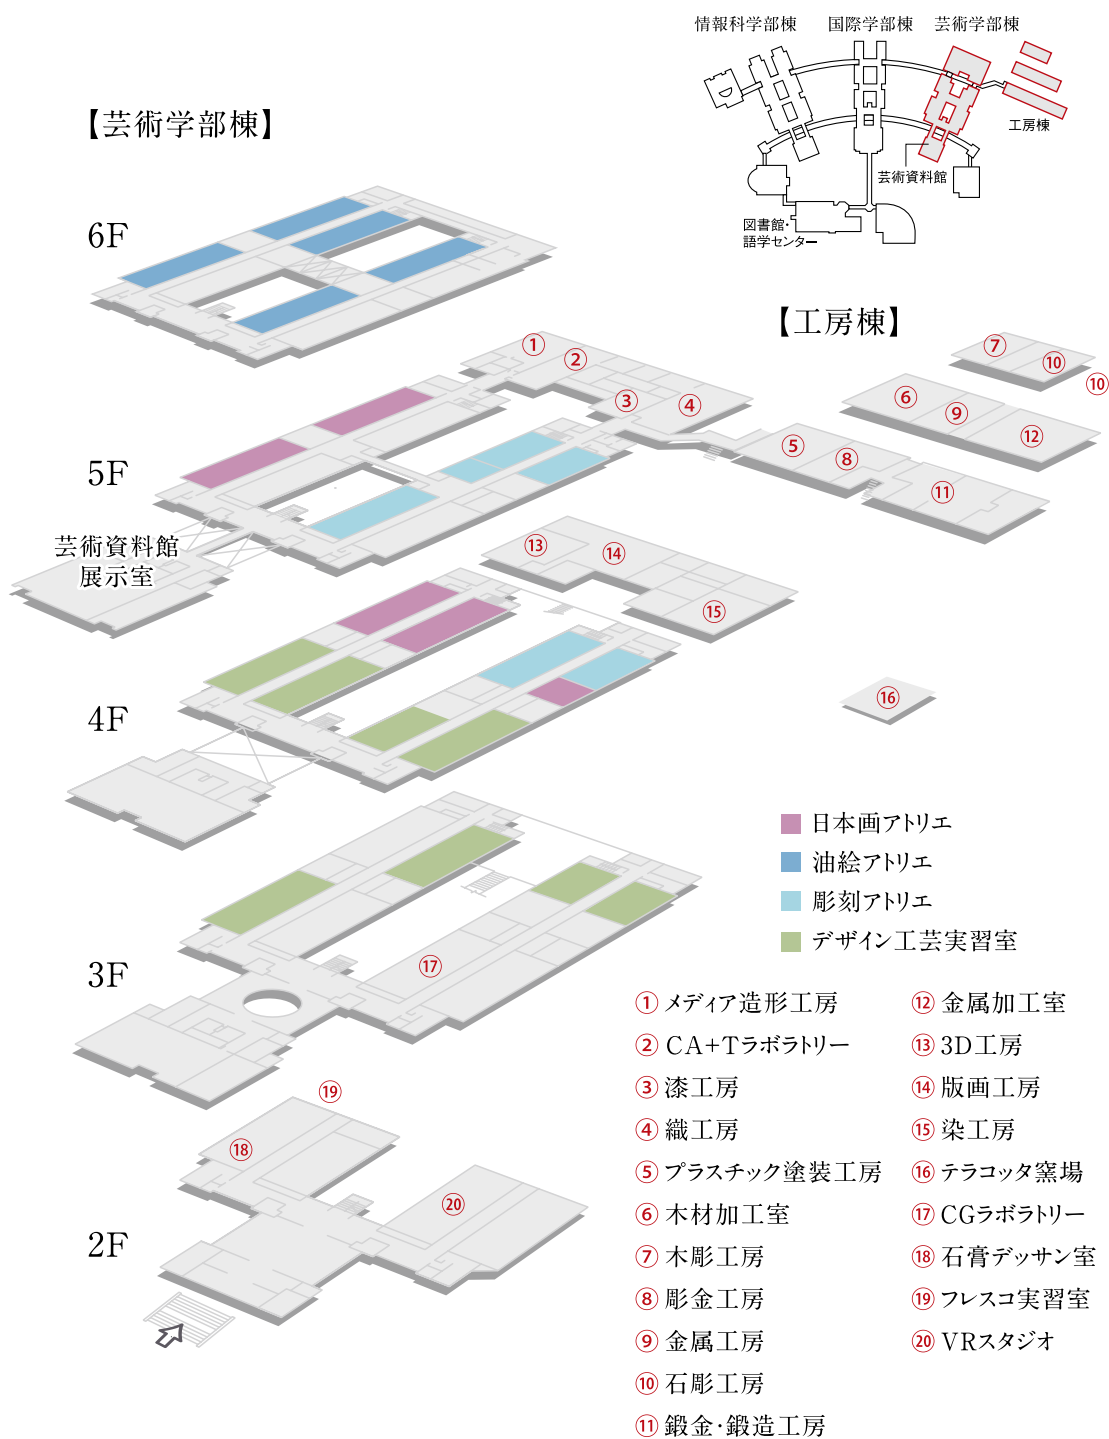 情報科学部棟
国際学部棟
芸術学部棟
工房棟
芸術資料館
図書館・
語学センター
【芸術学部棟】
6F
【工房棟】
1
2
3
4
7
10
10
6
9
12
5
8
11
5F
芸術資料館
展示室
13
14
15
4F
16
日本画アトリエ
油絵アトリエ
彫刻アトリエ
デザイン工芸実習室
3F
17
19
18
20
2F
① メディア造形工房
② CA+Tラボラトリー
③ 漆工房
④ 織工房
⑤ プラスチック塗装工房
⑥ 木材加工室
⑦ 木彫工房
⑧ 彫金工房
⑨ 金属工房
⑩ 石彫工房
⑪ 鍛金・鍛造工房
⑫ 金属加工室
⑬ 3D工房
⑭ 版画工房
⑮ 染工房
⑯ テラコッタ窯場
⑰ CGラボラトリー
⑱ 石膏デッサン室
⑲ フレスコ実習室
⑳ VRスタジオ